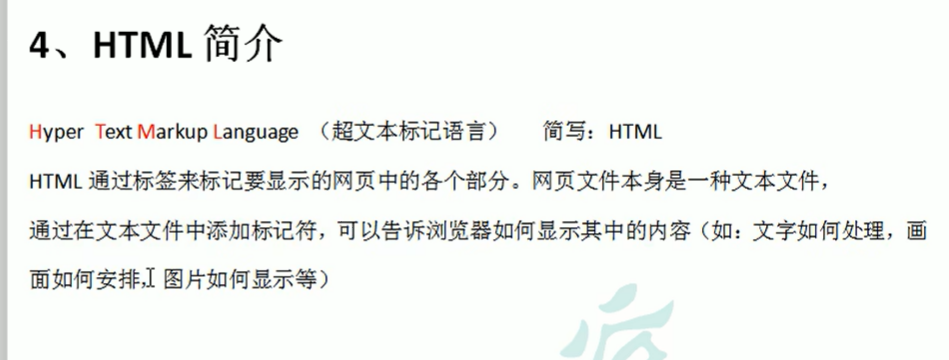 4、HTML 简介
Hyper Text Markup Language （超文本标记语言） 简写：HTML
HTML 通过标签来标记要显示的网页中的各个部分。网页文件本身是一种文本文件，
通过在文本文件中添加标记符，可以告诉浏览器如何显示其中的内容（如：文字如何处理，画
面如何安排，图片如何显示等）